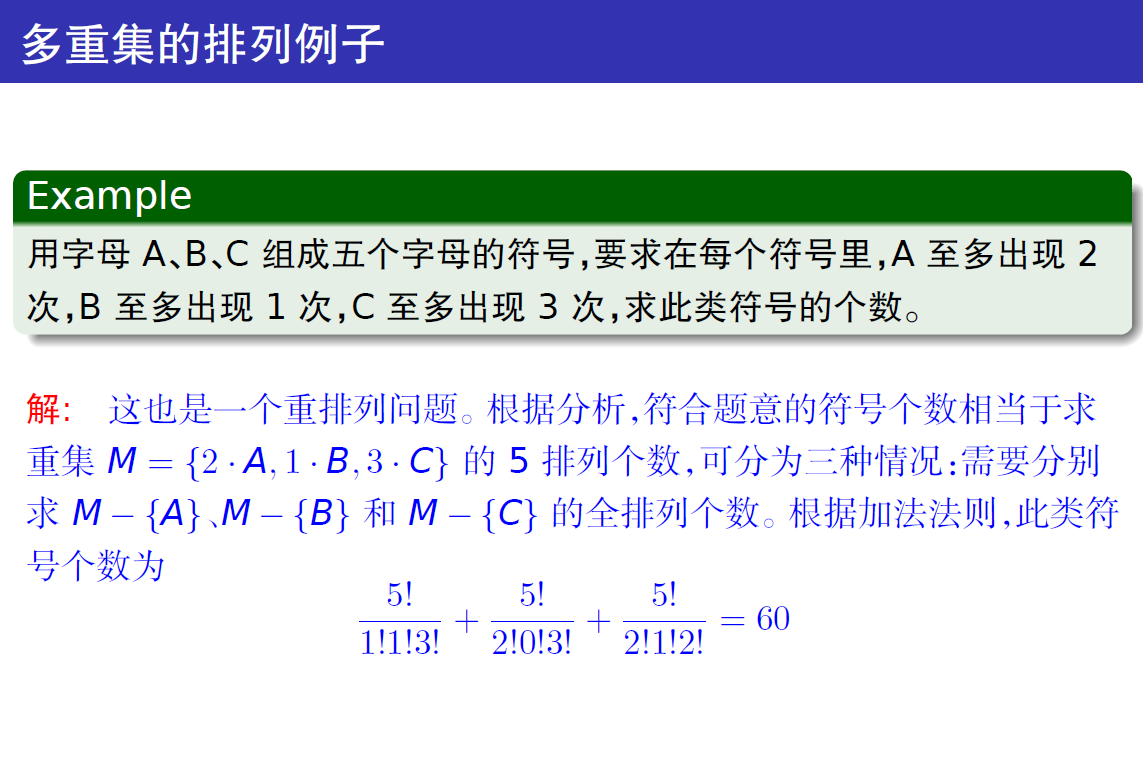 多重集的排列例子
Example
用字母 A、B、C 组成五个字母的符号,要求在每个符号里,A 至多出现 2
次,B 至多出现 1 次,C 至多出现 3 次,求此类符号的个数。
解: 这也是一个重排列问题。根据分析,符合题意的符号个数相当于求
重集 M = {2 · A, 1 · B, 3 · C} 的 5 排列个数,可分为三种情况:需要分别
求 M − {A}、M − {B} 和 M − {C} 的全排列个数。根据加法法则,此类符
号个数为
5!/1!1!3! + 5!/2!0!3! + 5!/2!1!2! = 60